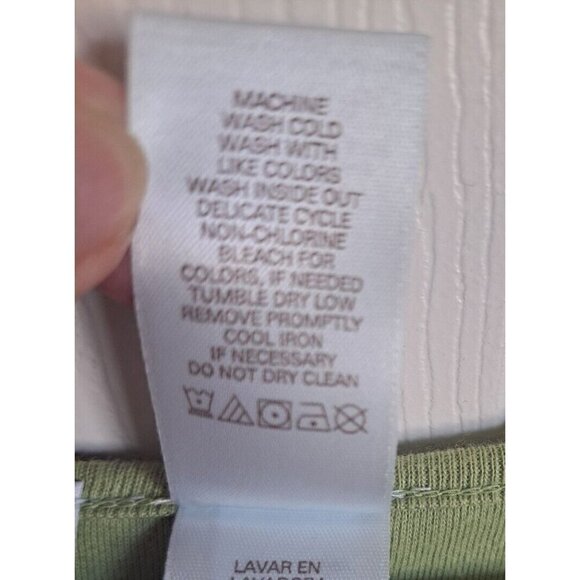 MACHINE
WASH COLD
WASH WITH
LIKE COLORS
WASH INSIDE OUT
DELICATE CYCLE
NON-CHLORINE
BLEACH FOR
COLORS, IF NEEDED
TUMBLE DRY LOW
REMOVE PROMPTLY
COOL IRON
IF NECESSARY
DO NOT DRY CLEAN
LAVAR EN